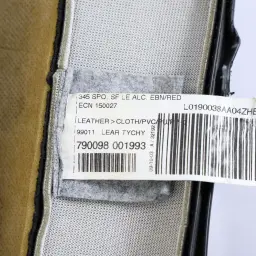 345 SPO. SF LE ALC. EBN/RED
ECN 150027
LEATHER>CLOTH/PVC/
99011 LEAR TYCHY
790098 001993
L0190038AA04ZHE